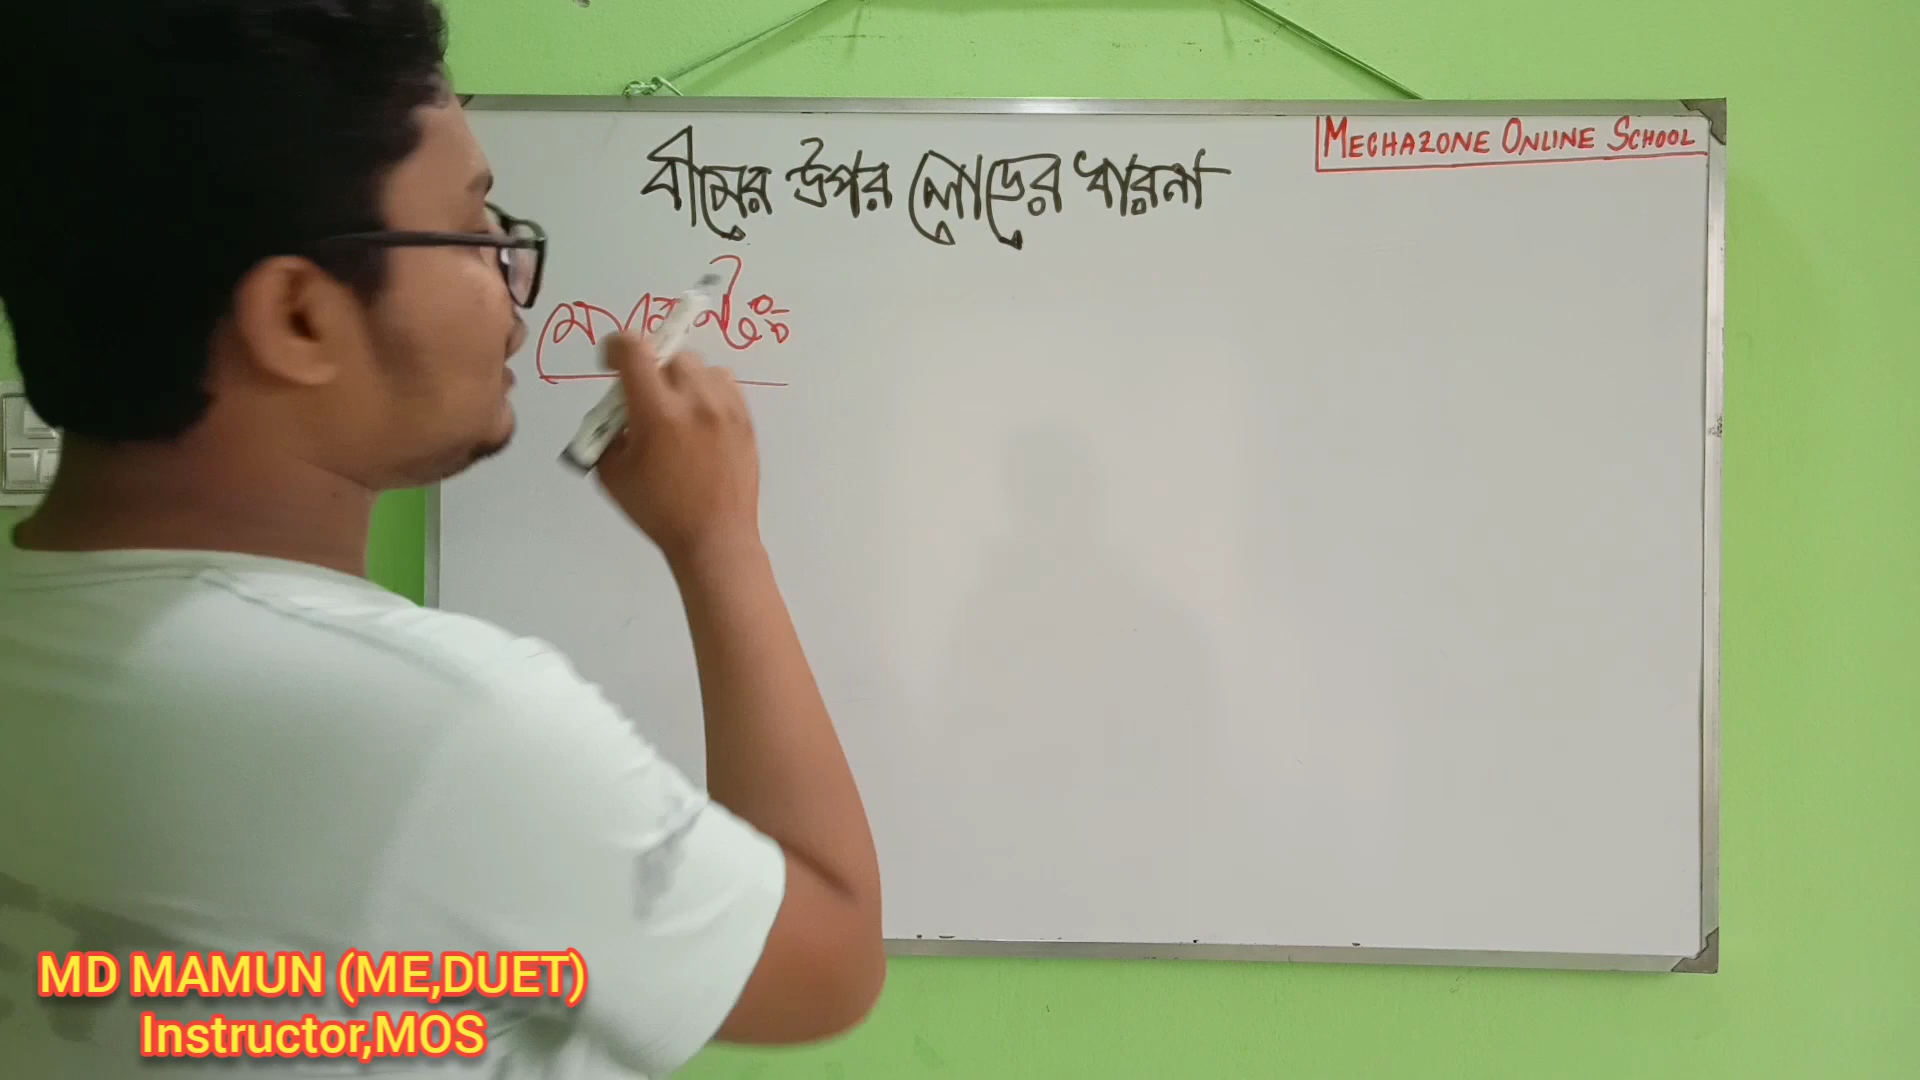 বীমের উপর লোডের ধারনা
MECHAZONE ONLINE SCHOOL
MD MAMUN (ME,DUET)
Instructor,MOS